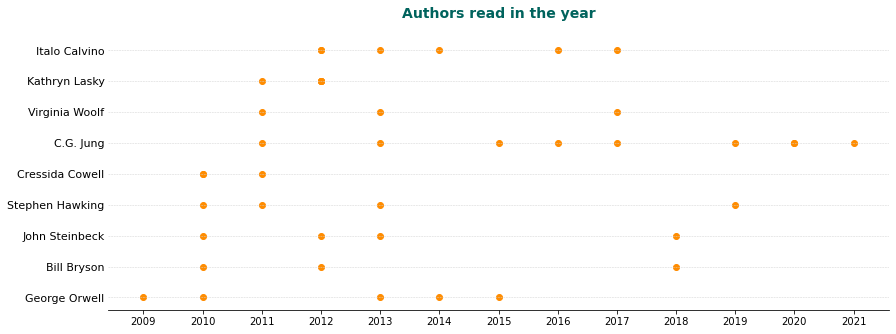 Authors read in the year
Italo Calvino
Kathryn Lasky
Virginia Woolf
C.G. Jung
Cressida Cowell
Stephen Hawking
John Steinbeck
Bill Bryson
George Orwell
2009 2010 2011 2012 2013 2014 2015 2016 2017 2018 2019 2020 2021